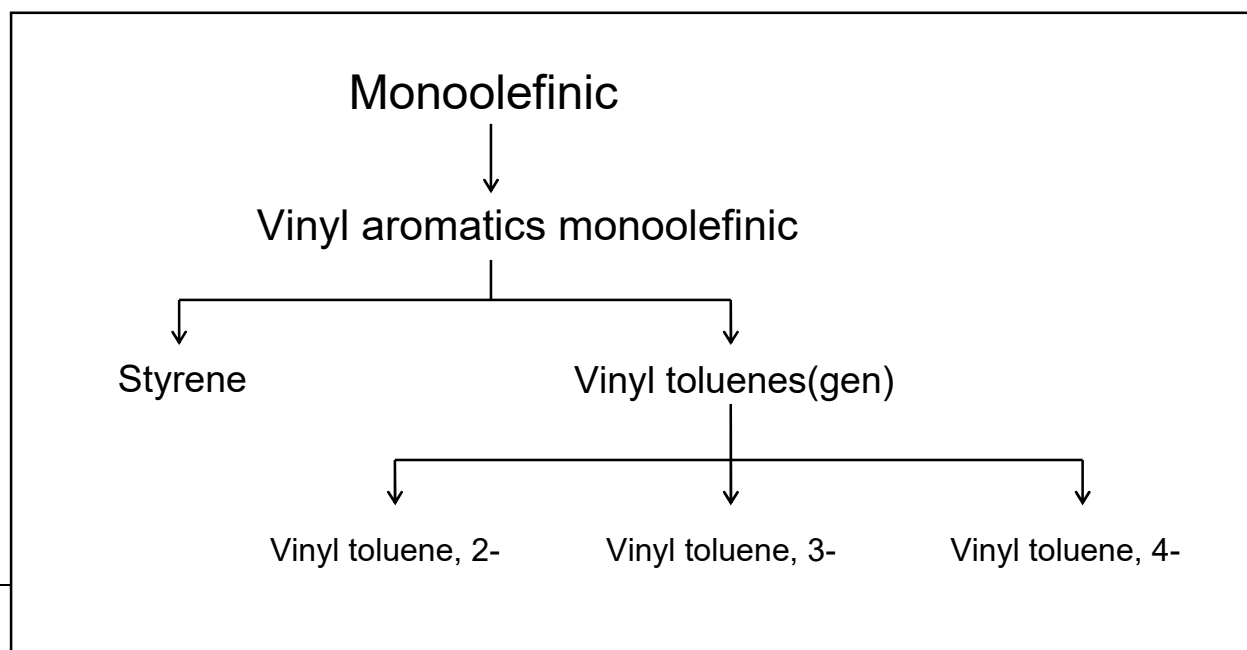 Monoolefinic
Vinyl aromatics monoolefinic
Styrene
Vinyl toluenes(gen)
Vinyl toluene, 2-
Vinyl toluene, 3-
Vinyl toluene, 4-